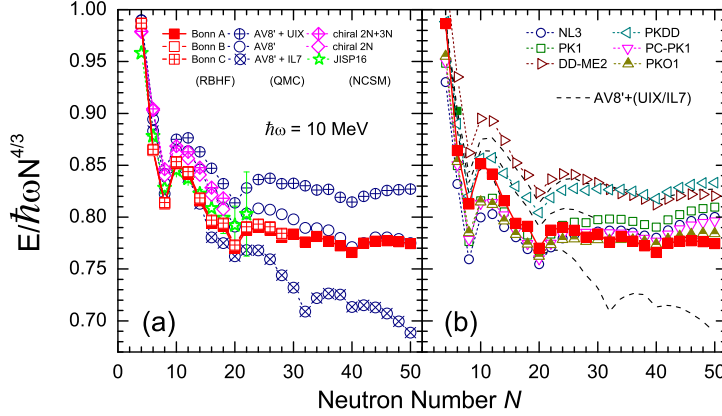 1.00
0.95
0.90
0.85
0.80
0.75
0.70
E/ℏωN^4/3
Bonn A AV8' + UIX chiral 2N+3N
Bonn B AV8' chiral 2N
Bonn C AV8' + IL7 JISP16
(RBHF) (QMC) (NCSM)
ℏω = 10 MeV
(a)
NL3 PKDD
PK1 PC-PK1
DD-ME2 PKO1
AV8'+(UIX/IL7)
(b)
0 10 20 30 40 50 0 10 20 30 40 50
Neutron Number N